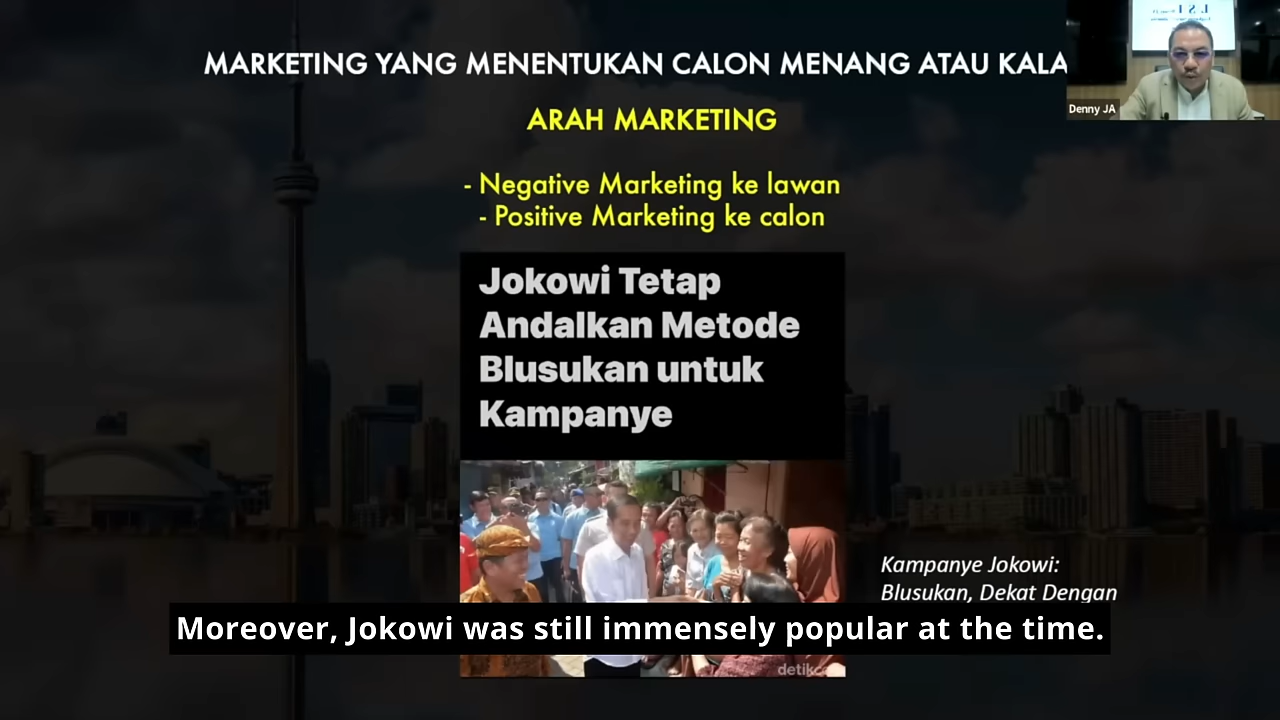 MARKETING YANG MENENTUKAN CALON MENANG ATAU KALA
Denny JA
ARAH MARKETING
- Negative Marketing ke lawan
- Positive Marketing ke calon
Jokowi Tetap
Andalkan Metode
Blusukan untuk
Kampanye
Kampanye Jokowi:
Blusukan, Dekat Dengan
Moreover, Jokowi was still immensely popular at the time.